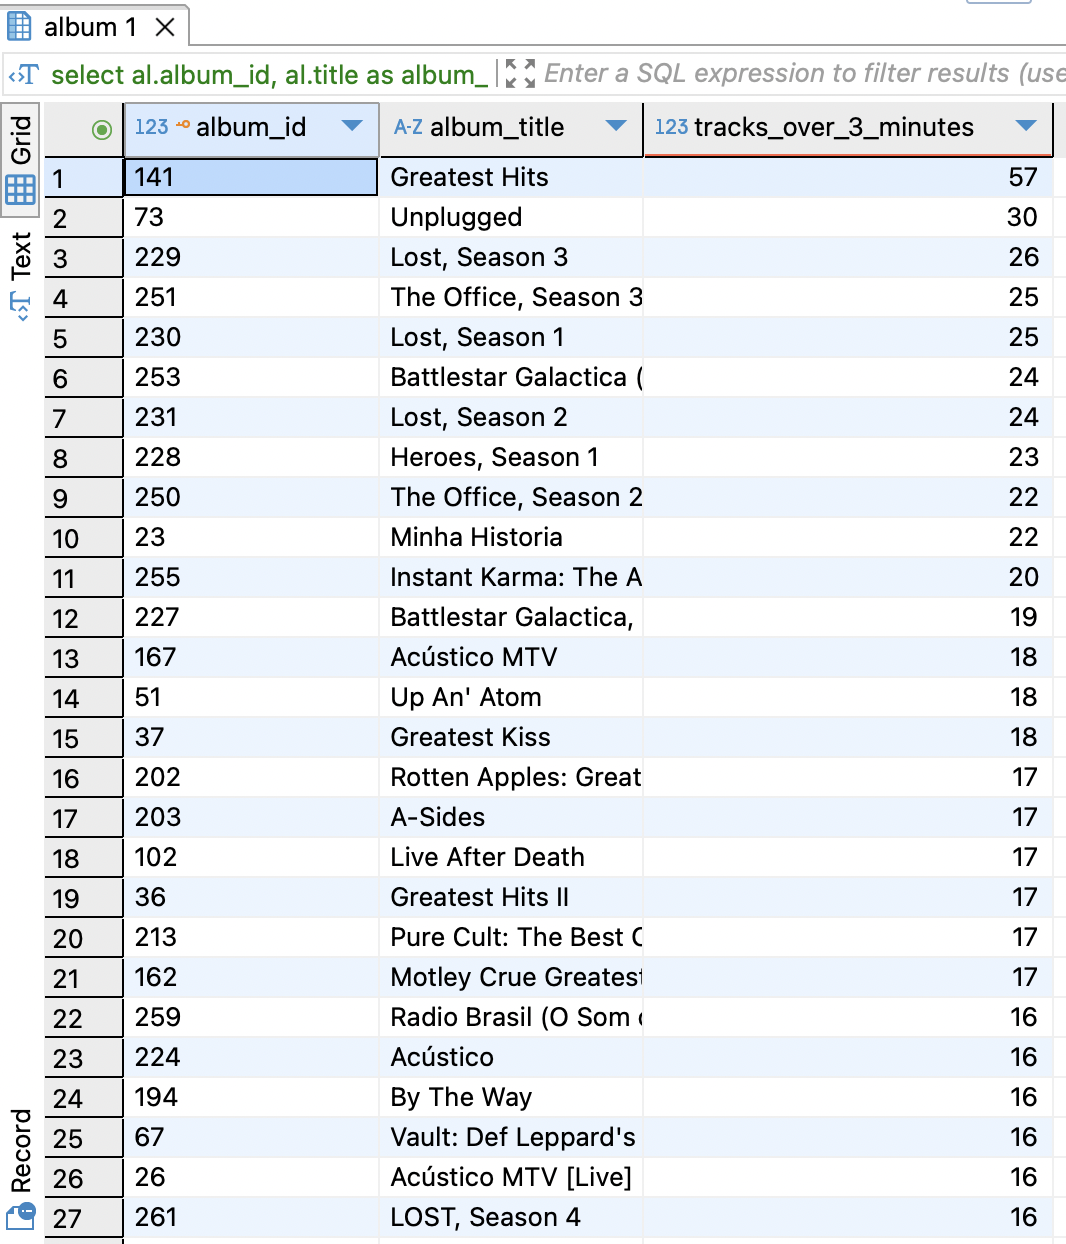 album 1
select al.album_id, al.title as album_ Enter a SQL expression to filter results (use
Grid
Text
Record
123 album_id A-Z album_title 123 tracks_over_3_minutes
1 141 Greatest Hits 57
2 73 Unplugged 30
3 229 Lost, Season 3 26
4 251 The Office, Season 3 25
5 230 Lost, Season 1 25
6 253 Battlestar Galactica ( 24
7 231 Lost, Season 2 24
8 228 Heroes, Season 1 23
9 250 The Office, Season 2 22
10 23 Minha Historia 22
11 255 Instant Karma: The A 20
12 227 Battlestar Galactica, 19
13 167 Acústico MTV 18
14 51 Up An' Atom 18
15 37 Greatest Kiss 18
16 202 Rotten Apples: Great 17
17 203 A-Sides 17
18 102 Live After Death 17
19 36 Greatest Hits II 17
20 213 Pure Cult: The Best 17
21 162 Motley Crue Greatest 17
22 259 Radio Brasil (O Som 16
23 224 Acústico 16
24 194 By The Way 16
25 67 Vault: Def Leppard's 16
26 26 Acústico MTV [Live] 16
27 261 LOST, Season 4 16